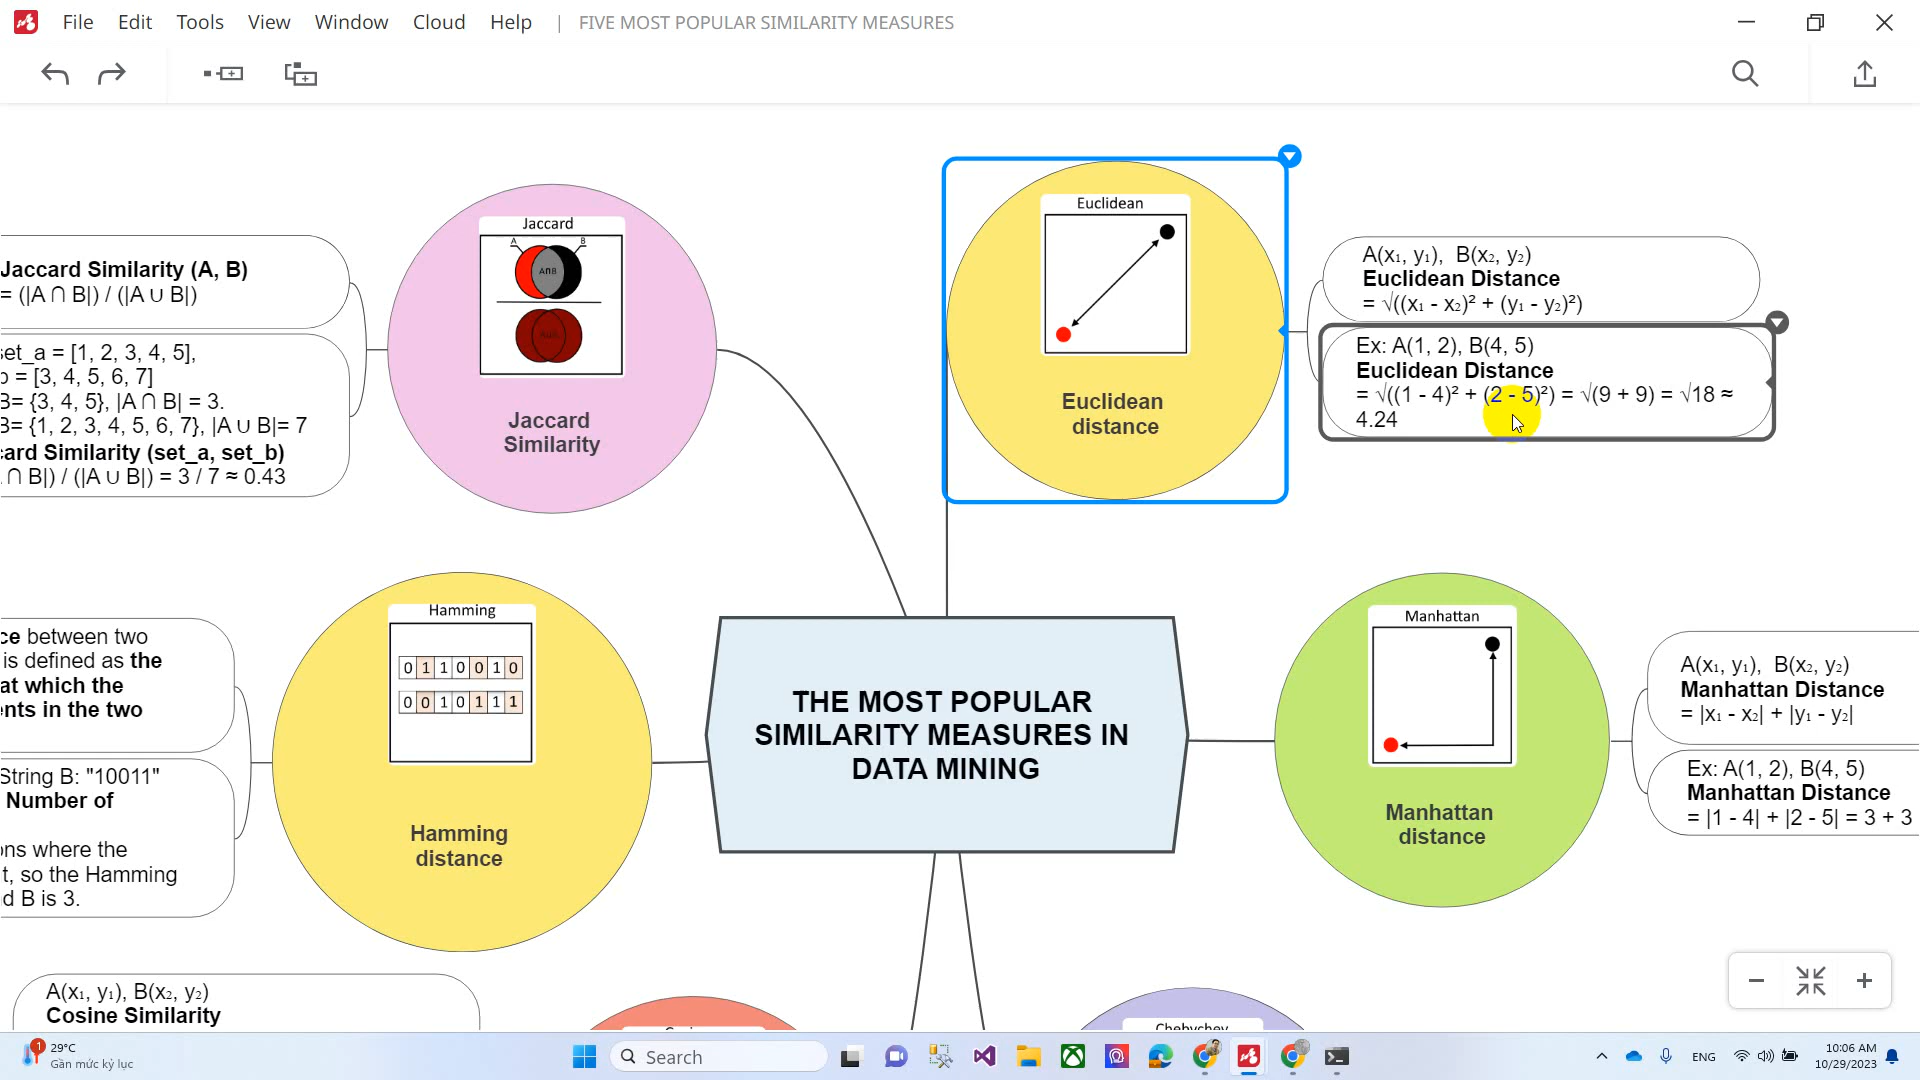 File Edit Tools View Window Cloud Help | FIVE MOST POPULAR SIMILARITY MEASURES
Jaccard
A B
A∩B
Jaccard
Similarity
Jaccard Similarity (A, B)
= (|A ∩ B|) / (|A ∪ B|)
set_a = [1, 2, 3, 4, 5],
= [3, 4, 5, 6, 7]
B= {3, 4, 5}, |A ∩ B| = 3.
B= {1, 2, 3, 4, 5, 6, 7}, |A ∪ B|= 7
card Similarity (set_a, set_b)
∩ B|) / (|A ∪ B|) = 3 / 7 ≈ 0.43
Euclidean
Euclidean
distance
A(x₁, y₁), B(x₂, y₂)
Euclidean Distance
= √((x₁ - x₂)² + (y₁ - y₂)²)
Ex: A(1, 2), B(4, 5)
Euclidean Distance
= √((1 - 4)² + (2 - 5)²) = √(9 + 9) = √18 ≈
4.24
Hamming
0 1 1 0 0 1 0
0 0 1 0 1 1 1
Hamming
distance
ce between two
is defined as the
at which the
ents in the two
String B: "10011"
Number of
ons where the
t, so the Hamming
d B is 3.
THE MOST POPULAR
SIMILARITY MEASURES IN
DATA MINING
Manhattan
Manhattan
distance
A(x₁, y₁), B(x₂, y₂)
Manhattan Distance
= |x₁ - x₂| + |y₁ - y₂|
Ex: A(1, 2), B(4, 5)
Manhattan Distance
= |1 - 4| + |2 - 5| = 3 + 3
A(x₁, y₁), B(x₂, y₂)
Cosine Similarity
Chebychev
1
29°C
Gần mức kỷ lục
Search
ENG
10:06 AM
10/29/2023